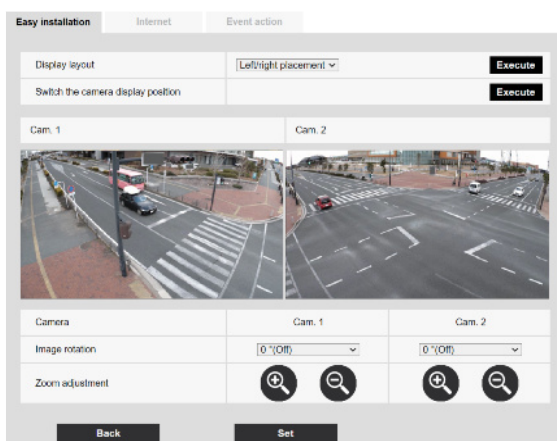 Easy installation Internet Event action
Display layout Left/right placement Execute
Switch the camera display position Execute
Cam. 1 Cam. 2
Camera Cam. 1 Cam. 2
Image rotation 0 °(Off) 0 °(Off)
Zoom adjustment
Back Set